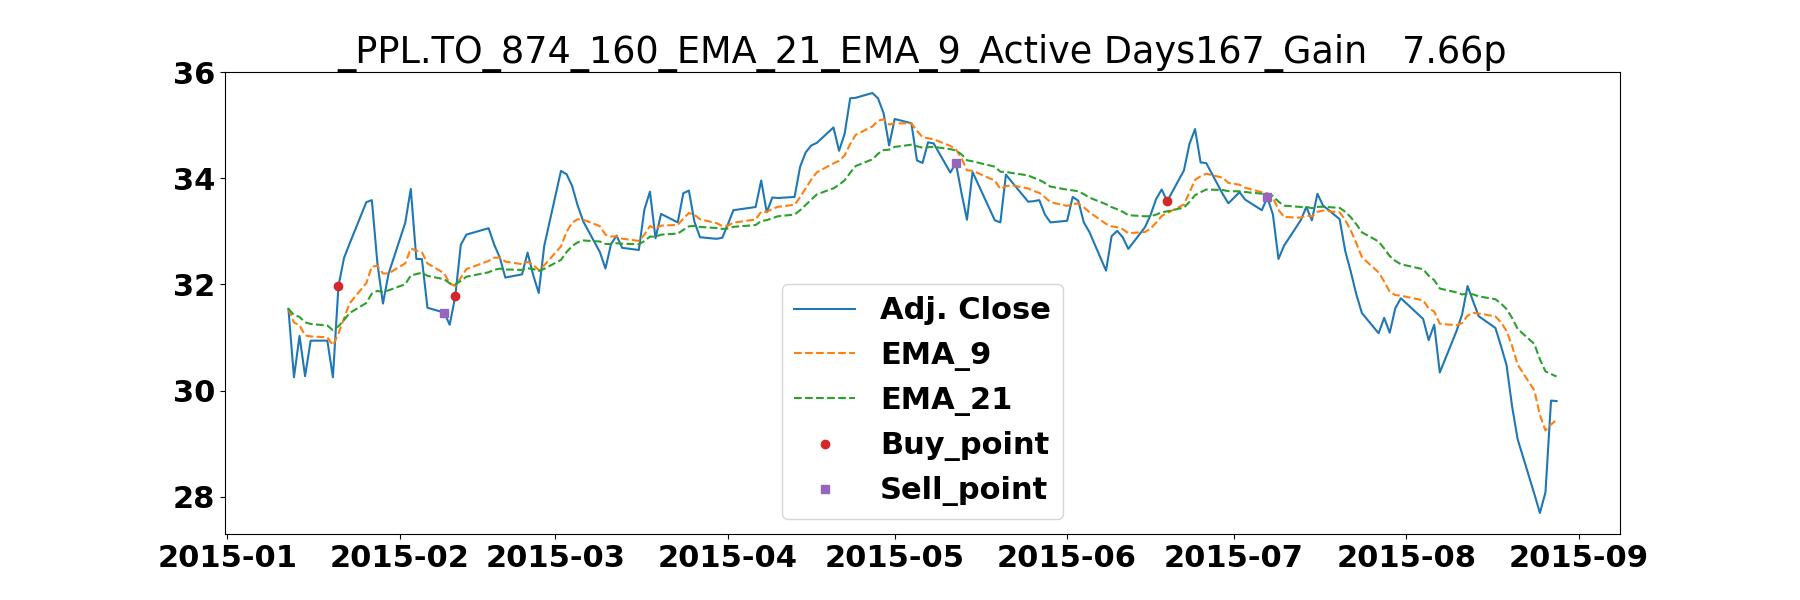 _PPL.TO_874_160_EMA_21_EMA_9_Active Days167_Gain   7.66p
36
34
32
30
28
Adj. Close
EMA_9
EMA_21
Buy_point
Sell_point
2015-01 2015-02 2015-03 2015-04 2015-05 2015-06 2015-07 2015-08 2015-09